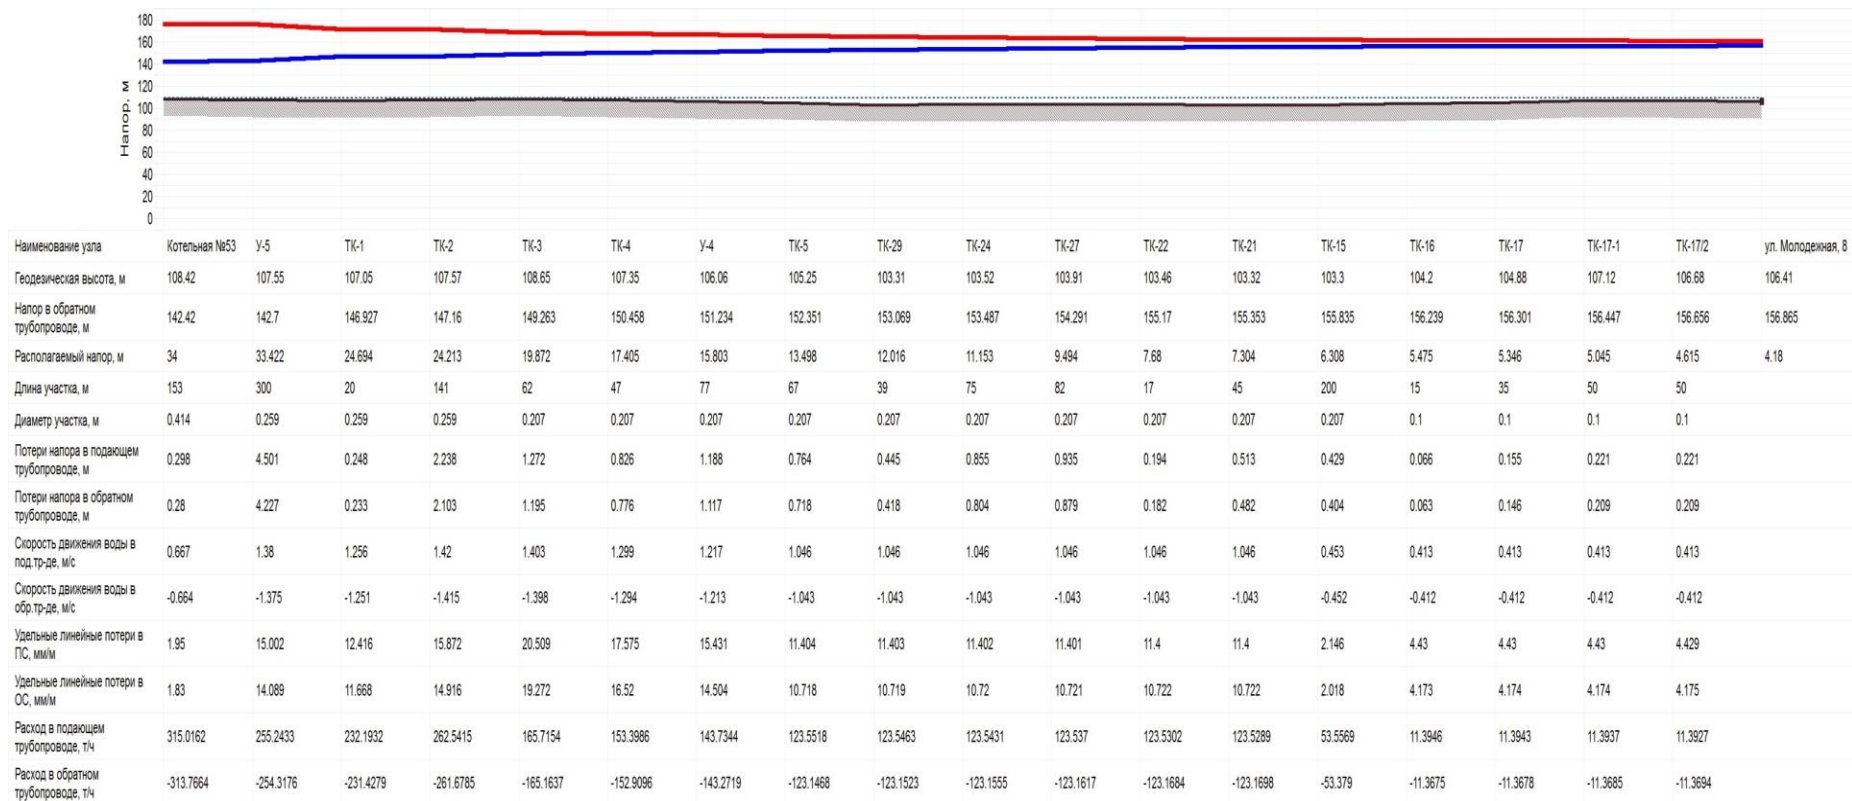 180
160
140
120
100
80
60
40
20
0
Напор, м
Наименование узла Котельная №53 У-5 ТК-1 ТК-2 ТК-3 ТК-4 У-4 ТК-5 ТК-29 ТК-24 ТК-27 ТК-22 ТК-21 ТК-15 ТК-16 ТК-17 ТК-17-1 ТК-17/2 ул. Молодежная, 8
Геодезическая высота, м 108.42 107.55 107.05 107.57 108.65 107.35 106.06 105.25 103.31 103.52 103.91 103.46 103.32 103.3 104.2 104.88 107.12 106.68 106.41
Напор в обратном
трубопроводе, м 142.42 142.7 146.927 147.16 149.263 150.458 151.234 152.351 153.069 153.487 154.291 155.17 155.353 155.835 156.239 156.301 156.447 156.656 156.865
Располагаемый напор, м 34 33.422 24.694 24.213 19.872 17.405 15.803 13.498 12.016 11.153 9.494 7.68 7.304 6.308 5.475 5.346 5.045 4.615 4.18
Длина участка, м 153 300 20 141 62 47 77 67 39 75 82 17 45 200 15 35 50 50
Диаметр участка, м 0.414 0.259 0.259 0.259 0.207 0.207 0.207 0.207 0.207 0.207 0.207 0.207 0.207 0.207 0.1 0.1 0.1 0.1
Потери напора в подающем
трубопроводе, м 0.298 4.501 0.248 2.238 1.272 0.826 1.188 0.764 0.445 0.855 0.935 0.194 0.513 0.429 0.066 0.155 0.221 0.221
Потери напора в обратном
трубопроводе, м 0.28 4.227 0.233 2.103 1.195 0.776 1.117 0.718 0.418 0.804 0.879 0.182 0.482 0.404 0.063 0.146 0.209 0.209
Скорость движения воды в
под.тр-де, м/с 0.667 1.38 1.256 1.42 1.403 1.299 1.217 1.046 1.046 1.046 1.046 1.046 1.046 0.453 0.413 0.413 0.413 0.413
Скорость движения воды в
обр.тр-де, м/с -0.664 -1.375 -1.251 -1.415 -1.398 -1.294 -1.213 -1.043 -1.043 -1.043 -1.043 -1.043 -1.043 -0.452 -0.412 -0.412 -0.412 -0.412
Удельные линейные потери в
ПС, мм/м 1.95 15.002 12.416 15.872 20.509 17.575 15.431 11.404 11.403 11.402 11.401 11.4 11.4 2.146 4.43 4.43 4.43 4.429
Удельные линейные потери в
ОС, мм/м 1.83 14.089 11.668 14.916 19.272 16.52 14.504 10.718 10.719 10.72 10.721 10.722 10.722 2.018 4.173 4.174 4.174 4.175
Расход в подающем
трубопроводе, т/ч 315.0162 255.2433 232.1932 262.5415 165.7154 153.3986 143.7344 123.5518 123.5463 123.5431 123.537 123.5302 123.5289 53.5569 11.3946 11.3943 11.3937 11.3927
Расход в обратном
трубопроводе, т/ч -313.7664 -254.3176 -231.4279 -261.6785 -165.1637 -152.9096 -143.2719 -123.1468 -123.1523 -123.1555 -123.1617 -123.1684 -123.1698 -53.379 -11.3675 -11.3678 -11.3685 -11.3694